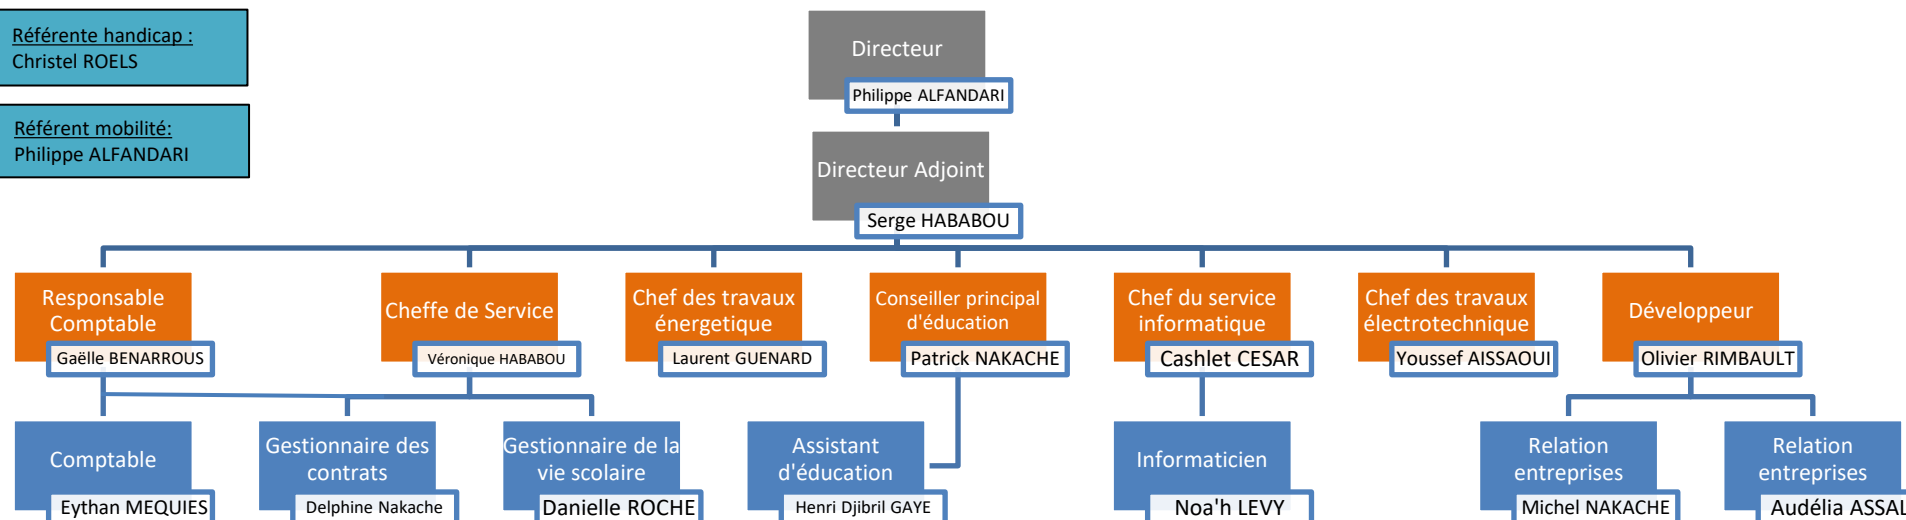 Référente handicap :
Christel ROELS
Référent mobilité:
Philippe ALFANDARI
Directeur
Philippe ALFANDARI
Directeur Adjoint
Serge HABABOU
Responsable
Comptable
Gaëlle BENARROUS
Cheffe de Service
Véronique HABABOU
Chef des travaux
énergetique
Laurent GUENARD
Conseiller principal
d'éducation
Patrick NAKACHE
Chef du service
informatique
Cashlet CESAR
Chef des travaux
électrotechnique
Youssef AISSAOUI
Développeur
Olivier RIMBAULT
Comptable
Eythan MEQUIES
Gestionnaire des
contrats
Delphine Nakache
Gestionnaire de la
vie scolaire
Danielle ROCHE
Assistant
d'éducation
Henri Djibril GAYE
Informaticien
Noa'h LEVY
Relation
entreprises
Michel NAKACHE
Relation
entreprises
Audélia ASSAL